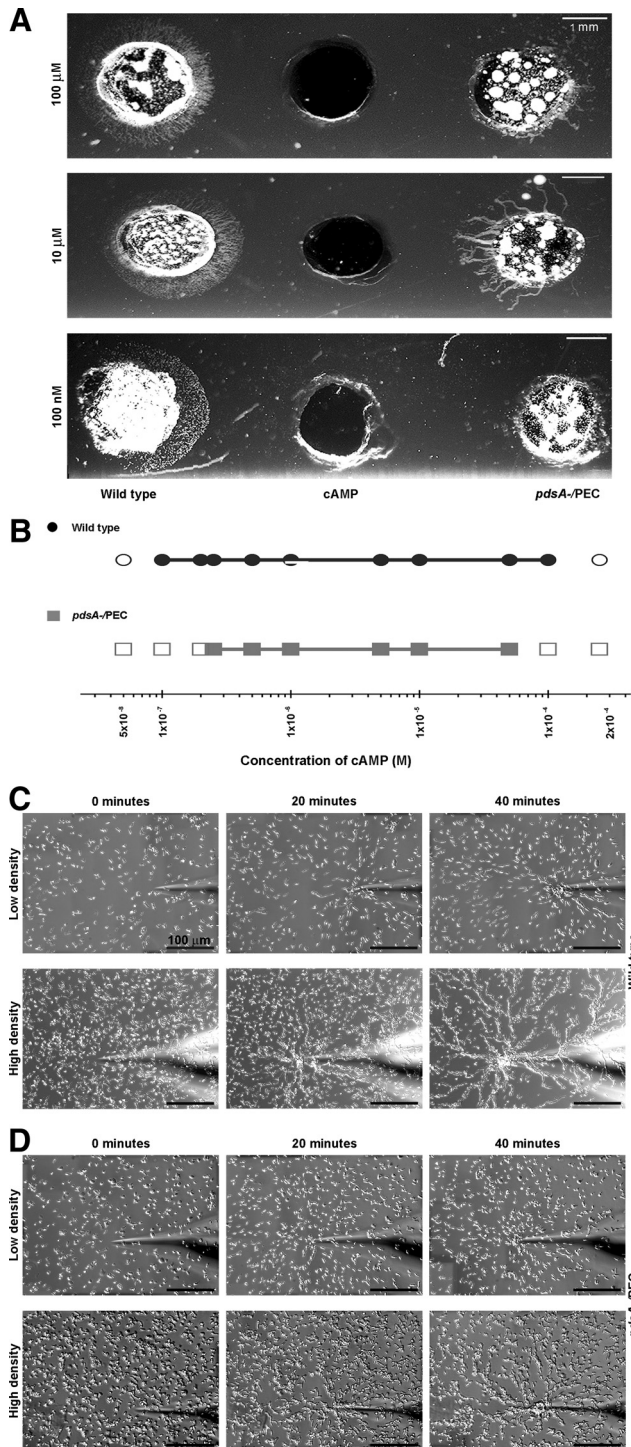 A
1 mm
100 μM
10 μM
100 nM
Wild type cAMP pdsA-/PEC
B
Wild type
pdsA-/PEC
5x10⁻⁸ 1x10⁻⁷ 1x10⁻⁶ 1x10⁻⁵ 1x10⁻⁴ 2x10⁻⁴
Concentration of cAMP (M)
C
0 minutes 20 minutes 40 minutes
Low density
100 μm
High density
D
0 minutes 20 minutes 40 minutes
Low density
High density